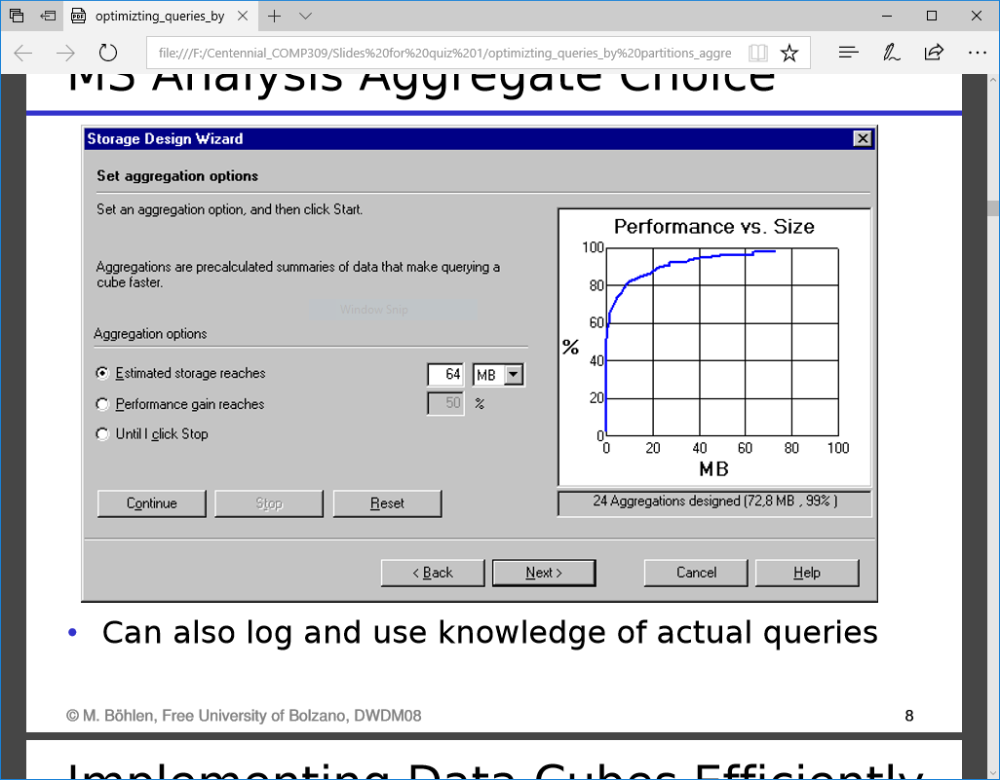 optimizting_queries_by
file:///F:/Centennial_COMP309/Slides%20for%20quiz%201/optimizting_queries_by%20partitions_aggre
MS Analysis Aggregate Choice
Storage Design Wizard
Set aggregation options
Set an aggregation option, and then click Start.
Aggregations are precalculated summaries of data that make querying a
cube faster.
Window Snip
Aggregation options
Estimated storage reaches 64 MB
Performance gain reaches 50 %
Until I click Stop
Continue Stop Reset
Performance vs. Size
100
80
60
%
40
20
0
0 20 40 60 80 100
MB
24 Aggregations designed (72,8 MB , 99% )
< Back Next > Cancel Help
• Can also log and use knowledge of actual queries
© M. Böhlen, Free University of Bolzano, DWDM08 8
Implementing Data Cubes Efficiently